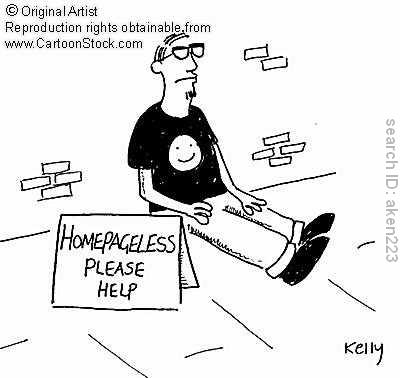 © Original Artist
Reproduction rights obtainable from
www.CartoonStock.com
search ID: aken223
HOMEPAGELESS
PLEASE
HELP
Kelly